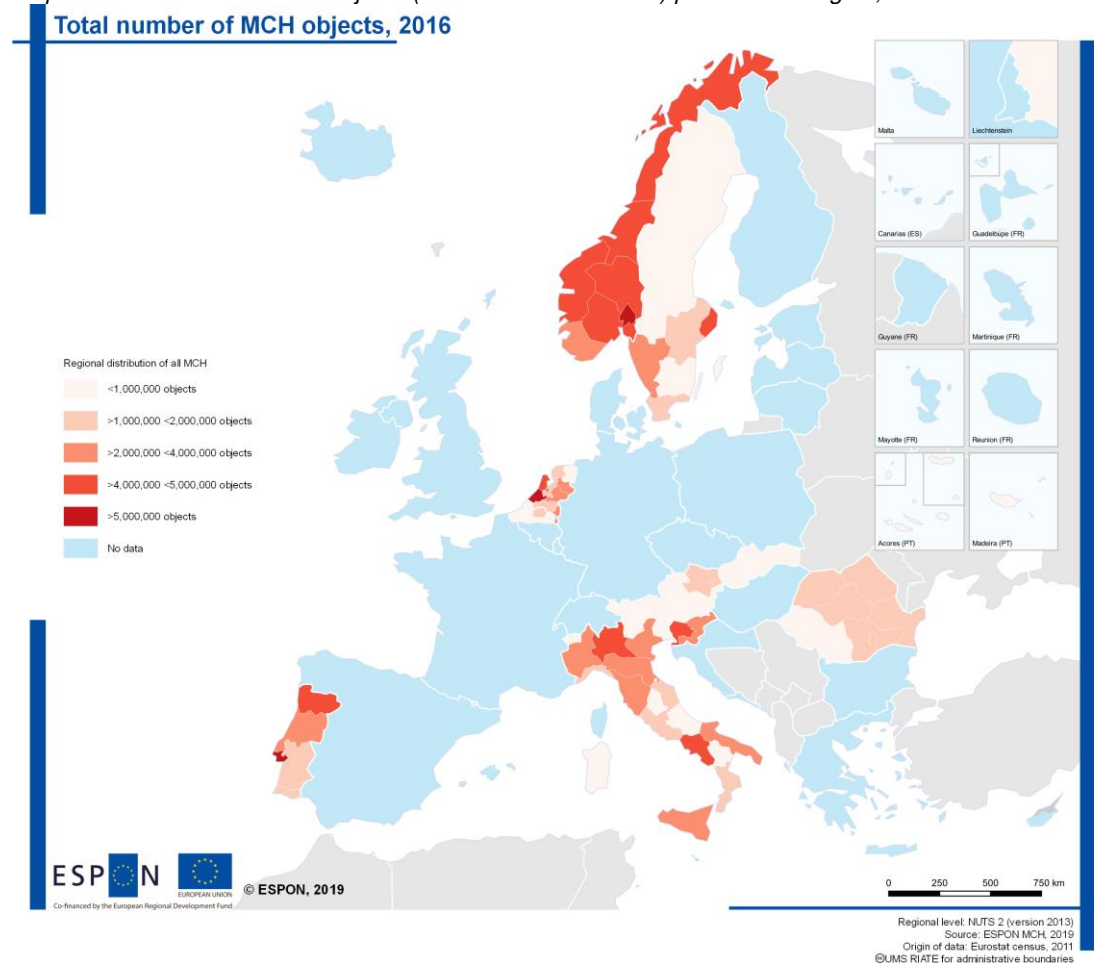 Total number of MCH objects, 2016
Malta
Liechtenstein
Canarias (ES)
Guadeloupe (FR)
Guyane (FR)
Martinique (FR)
Mayotte (FR)
Reunion (FR)
Acores (PT)
Madeira (PT)
Regional distribution of all MCH
<1,000,000 objects
>1,000,000 <2,000,000 objects
>2,000,000 <4,000,000 objects
>4,000,000 <5,000,000 objects
>5,000,000 objects
No data
ESPON
EUROPEAN UNION
Co-financed by the European Regional Development Fund
© ESPON, 2019
0 250 500 750 km
Regional level: NUTS 2 (version 2013)
Source: ESPON MCH, 2019
Origin of data: Eurostat census, 2011
UMS RIATE for administrative boundaries